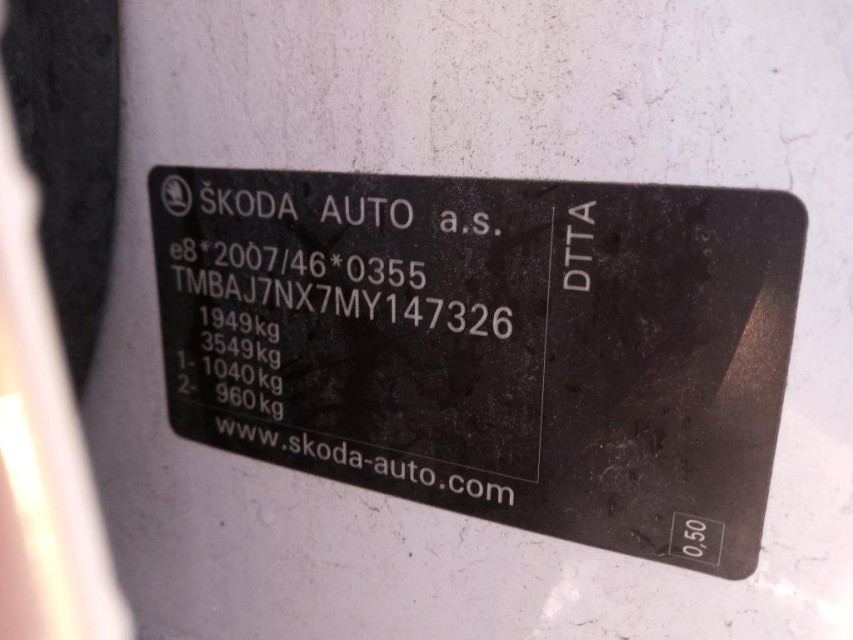 ŠKODA AUTO a.s.
e8*2007/46*0355
TMBAJ7NX7MY147326
1949kg
3549kg
1- 1040kg
2- 960kg
www.skoda-auto.com
DTTA
0,50